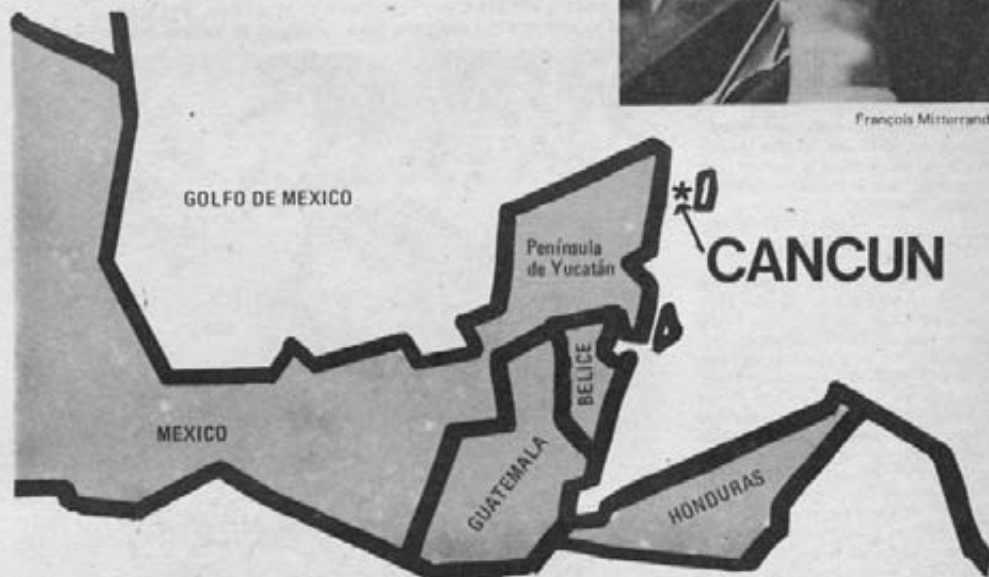 François Mitterrand
GOLFO DE MEXICO
Península
de Yucatán
*
CANCUN
BELICE
MEXICO
GUATEMALA
HONDURAS